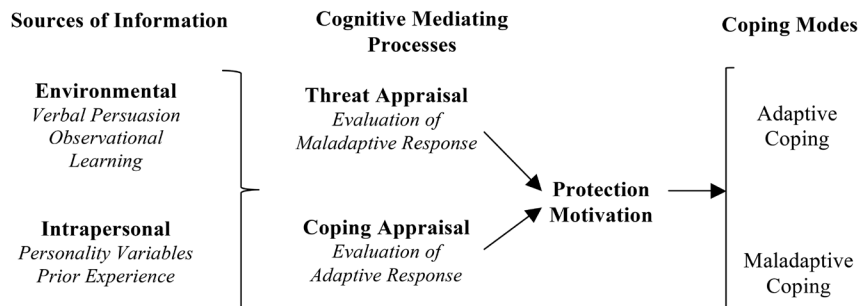 Sources of Information
Environmental
Verbal Persuasion
Observational
Learning
Intrapersonal
Personality Variables
Prior Experience
Cognitive Mediating
Processes
Threat Appraisal
Evaluation of
Maladaptive Response
Coping Appraisal
Evaluation of
Adaptive Response
Protection
Motivation
Coping Modes
Adaptive
Coping
Maladaptive
Coping